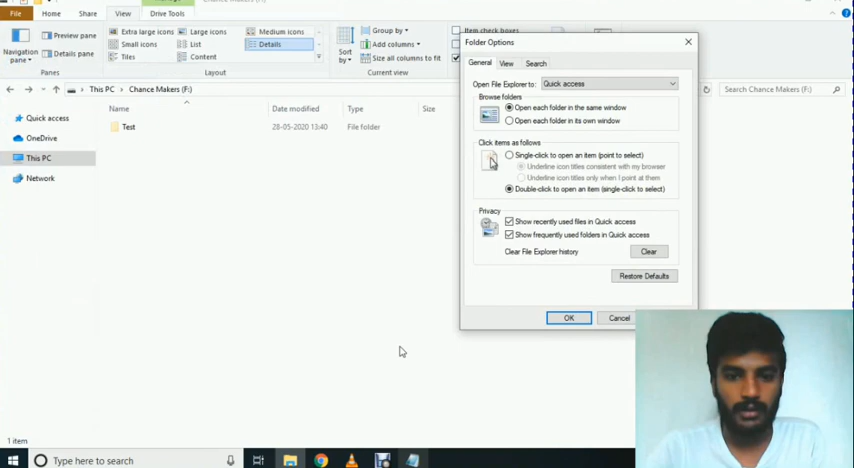 File Home Share View Drive Tools
Navigation pane
Preview pane
Details pane
Panes
Extra large icons Large icons Medium icons
Small icons List Details
Tiles Content
Layout
Sort by
Group by
Add columns
Size all columns to fit
Current view
Item check boxes
This PC > Chance Makers (F:)
Search Chance Makers (F:)
Quick access
OneDrive
This PC
Network
Name Date modified Type Size
Test 28-05-2020 13:40 File folder
Folder Options
General View Search
Open File Explorer to: Quick access
Browse folders
Open each folder in the same window
Open each folder in its own window
Click items as follows
Single-click to open an item (point to select)
Underline icon titles consistent with my browser
Underline icon titles only when I point at them
Double-click to open an item (single-click to select)
Privacy
Show recently used files in Quick access
Show frequently used folders in Quick access
Clear File Explorer history Clear
Restore Defaults
OK Cancel
1 item
Type here to search